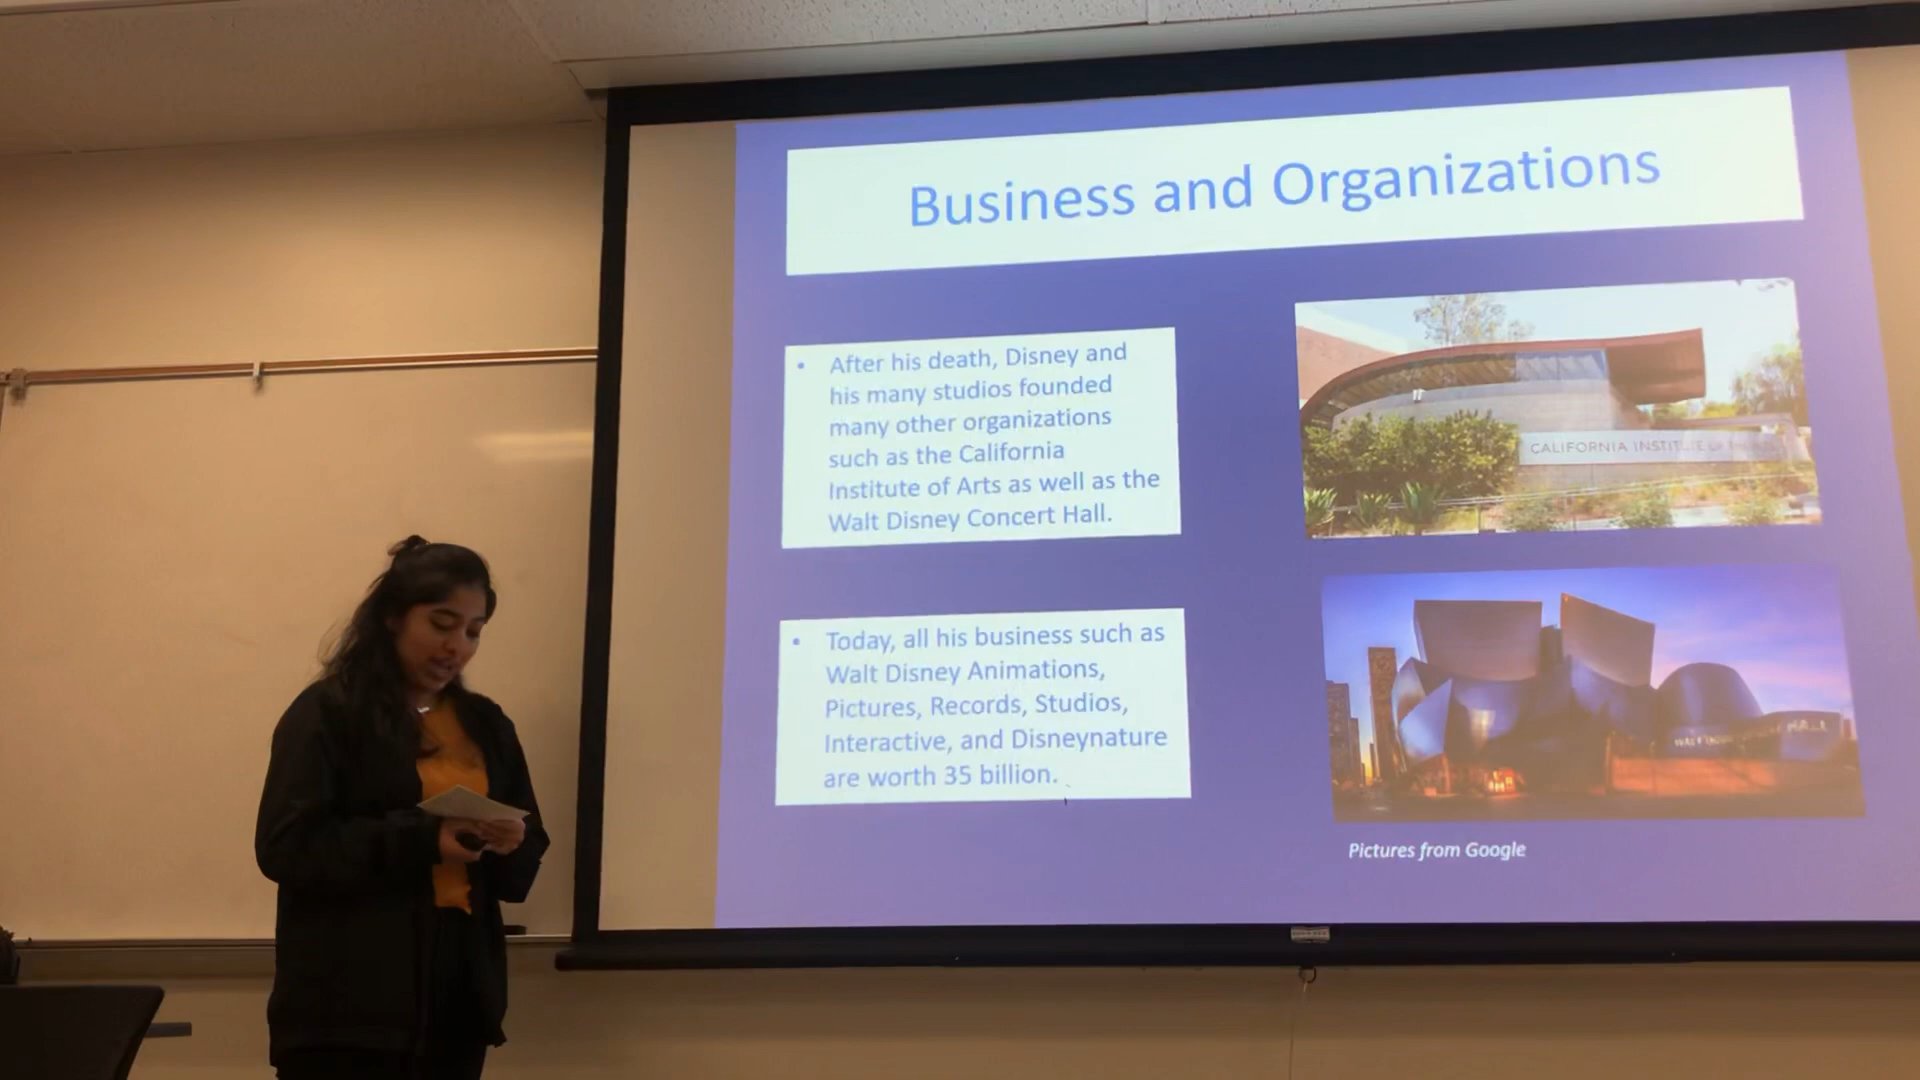 Business and Organizations
• After his death, Disney and
his many studios founded
many other organizations
such as the California
Institute of Arts as well as the
Walt Disney Concert Hall.
CALIFORNIA INSTITUTE OF
• Today, all his business such as
Walt Disney Animations,
Pictures, Records, Studios,
Interactive, and Disneynature
are worth 35 billion.
HALL
Pictures from Google